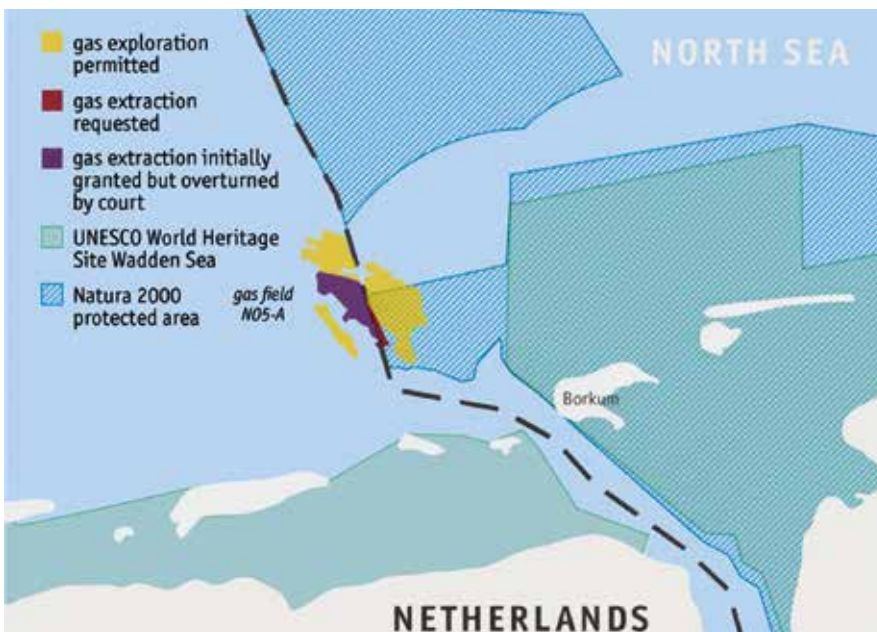 gas exploration
permitted
gas extraction
requested
gas extraction initially
granted but overturned
by court
UNESCO World Heritage
Site Wadden Sea
Natura 2000
protected area
gas field
N05-A
NORTH SEA
Borkum
NETHERLANDS